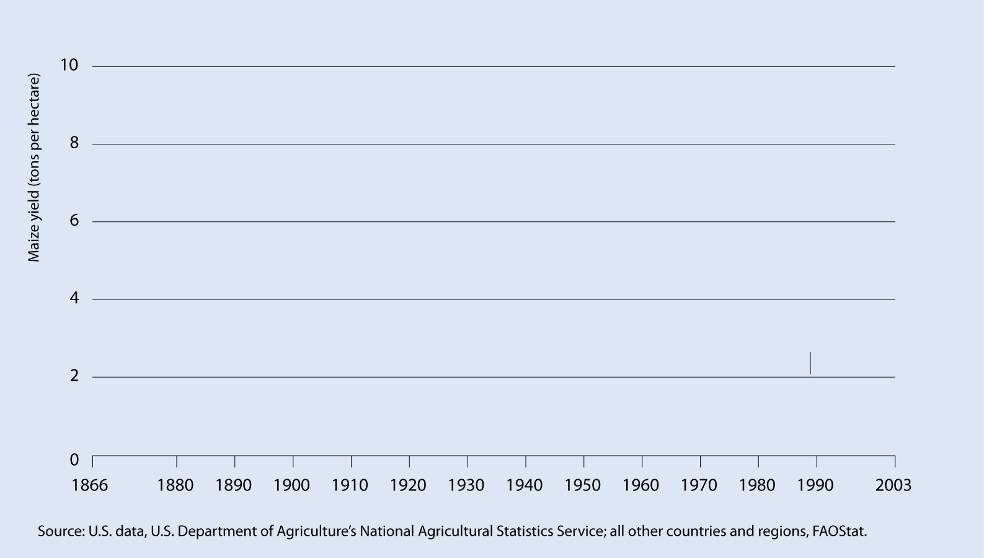 10
Maize yield (tons per hectare)
8
6
4
2
0
1866 1880 1890 1900 1910 1920 1930 1940 1950 1960 1970 1980 1990 2003
Source: U.S. data, U.S. Department of Agriculture's National Agricultural Statistics Service; all other countries and regions, FAOStat.